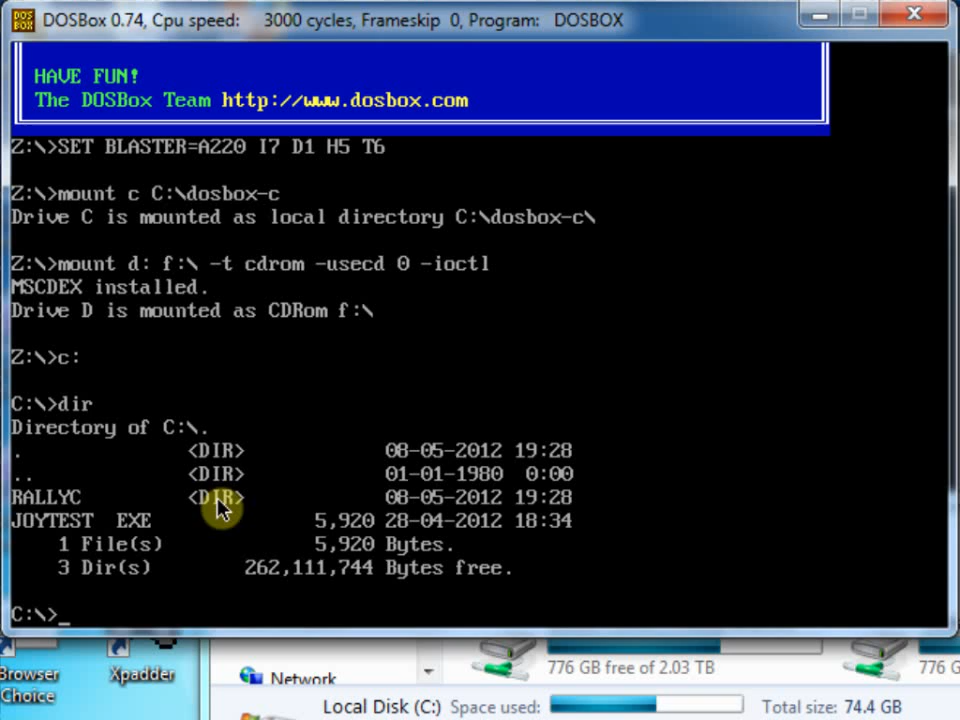 DOSBox 0.74, Cpu speed: 3000 cycles, Frameskip 0, Program: DOSBOX
HAVE FUN!
The DOSBox Team http://www.dosbox.com
Z:\>SET BLASTER=A220 I7 D1 H5 T6
Z:\>mount c C:\dosbox-c
Drive C is mounted as local directory C:\dosbox-c\
Z:\>mount d: f:\ -t cdrom -usecd 0 -ioctl
MSCDEX installed.
Drive D is mounted as CDRom f:\
Z:\>c:
C:\>dir
Directory of C:\.
. <DIR> 08-05-2012 19:28
.. <DIR> 01-01-1980 0:00
RALLYC <DIR> 08-05-2012 19:28
JOYTEST EXE 5,920 28-04-2012 18:34
1 File(s) 5,920 Bytes.
3 Dir(s) 262,111,744 Bytes free.
C:\>_
Browser Choice
Xpadder
Network
776 GB free of 2.03 TB
776 G
Local Disk (C:) Space used: Total size: 74.4 GB